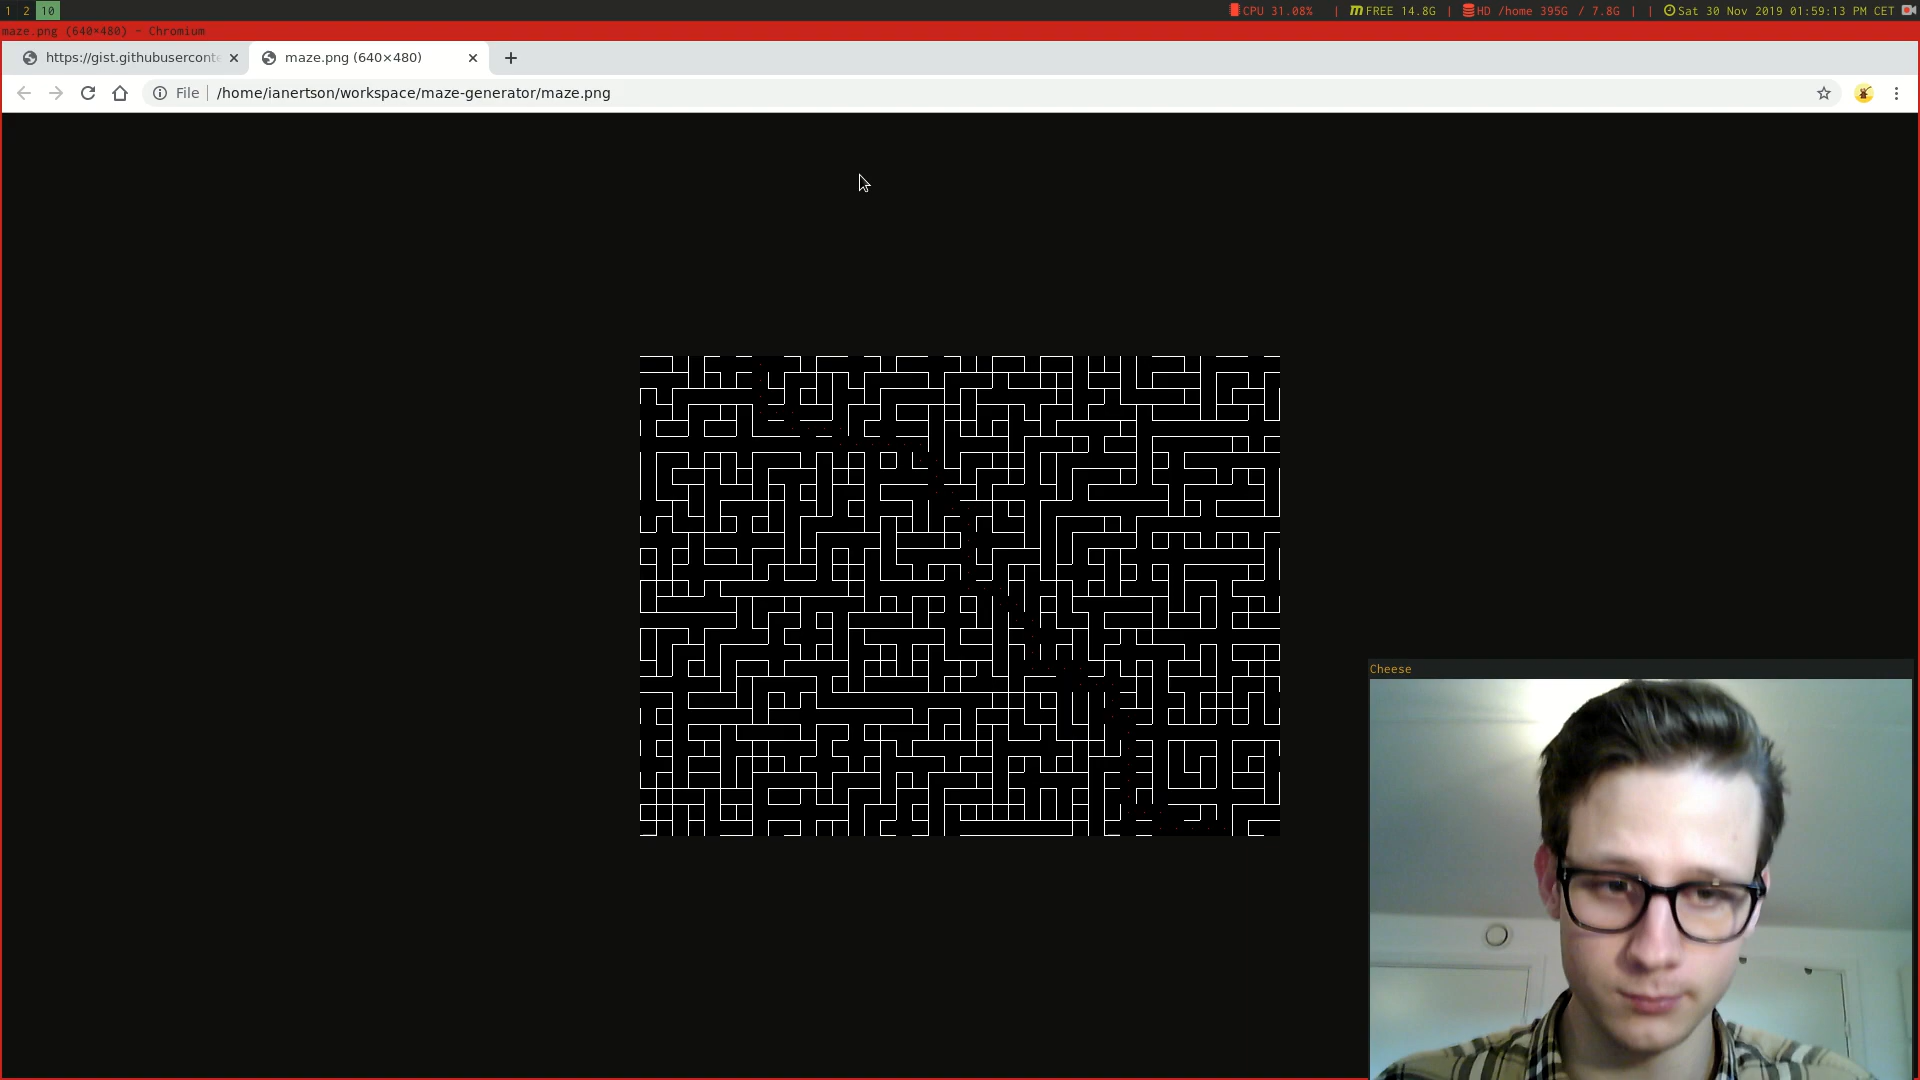 1 2 10 CPU 31.08% | FREE 14.8G | HD /home 395G / 7.8G | | Sat 30 Nov 2019 01:59:13 PM CET
maze.png (640×480) - Chromium
https://gist.githubuserconte maze.png (640×480)
File /home/ianertson/workspace/maze-generator/maze.png
Cheese